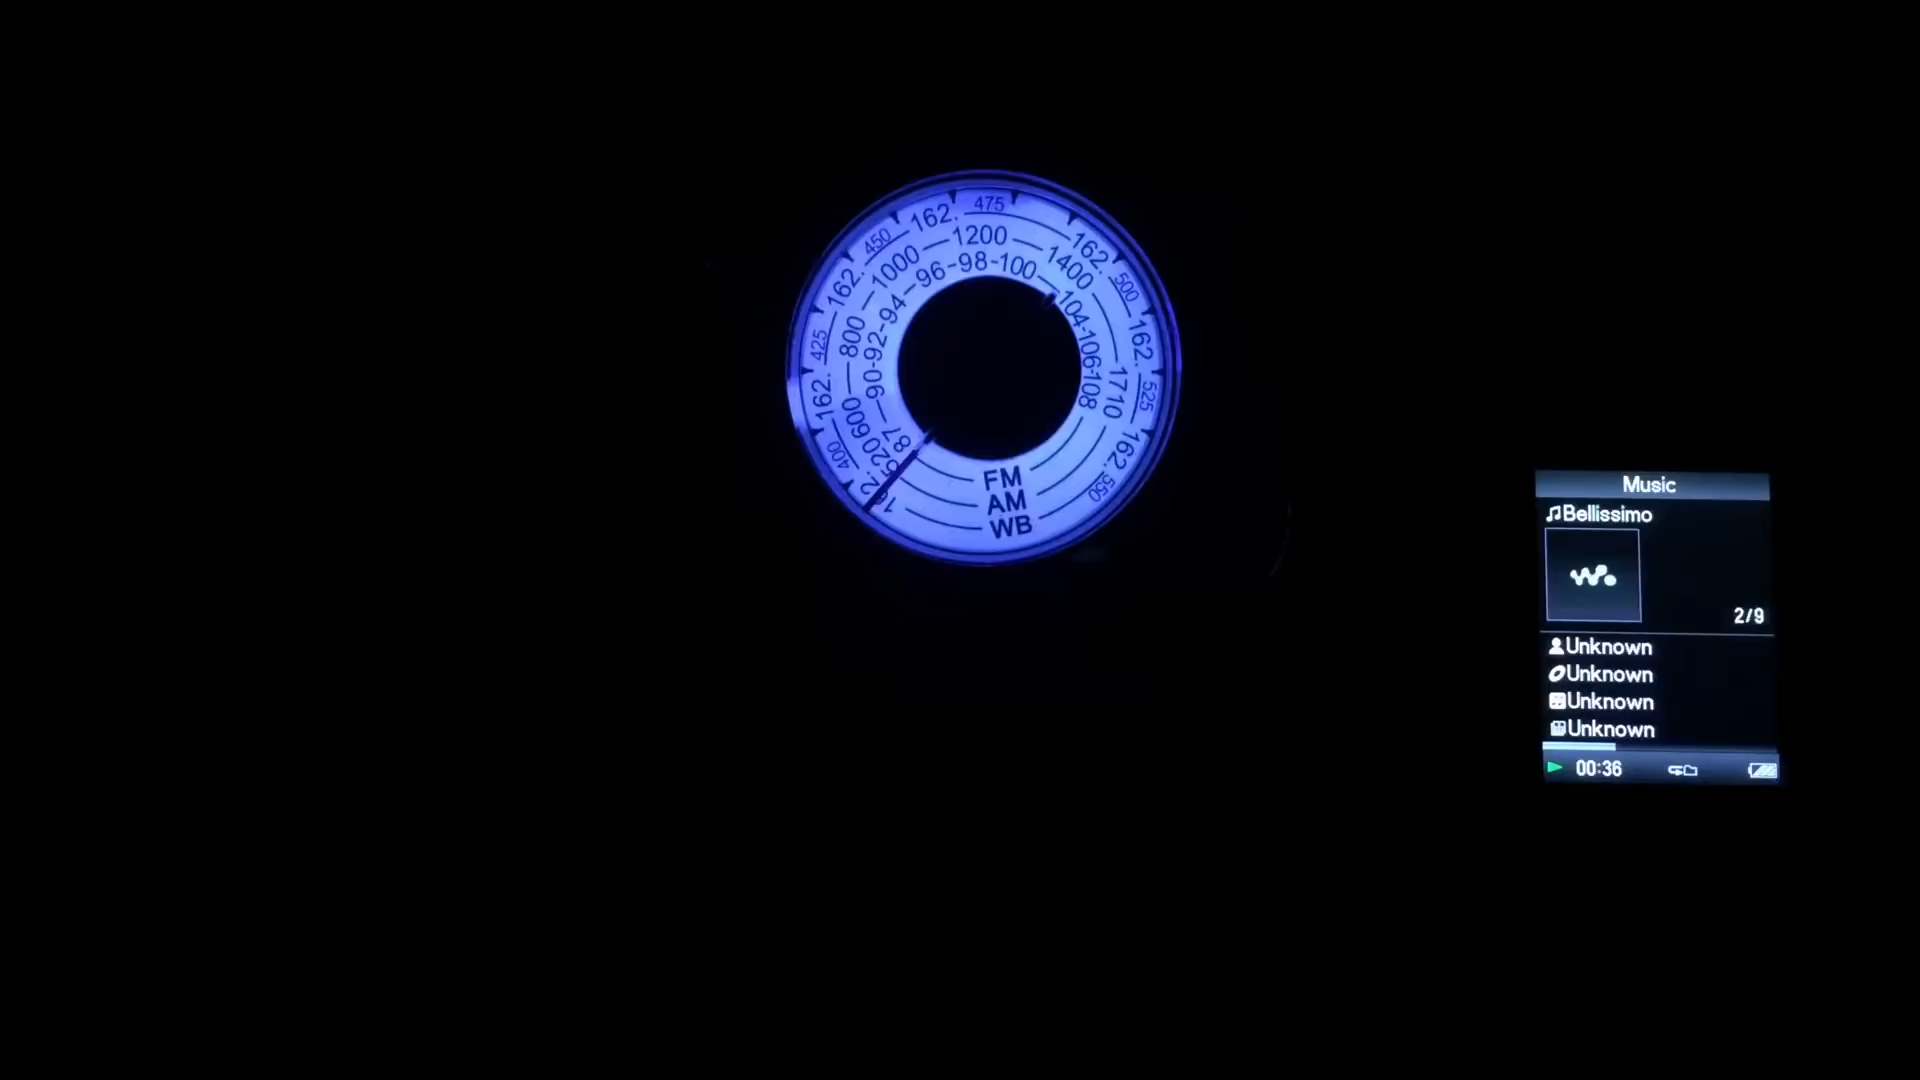 162. 400 162. 425 162. 450 162. 475 162. 500 162. 525 162. 550
520 600 800 1000 1200 1400 1710
87 90-92-94-96-98-100 104-106-108
FM
AM
WB
Music
Bellissimo
2/9
Unknown
Unknown
Unknown
Unknown
00:36